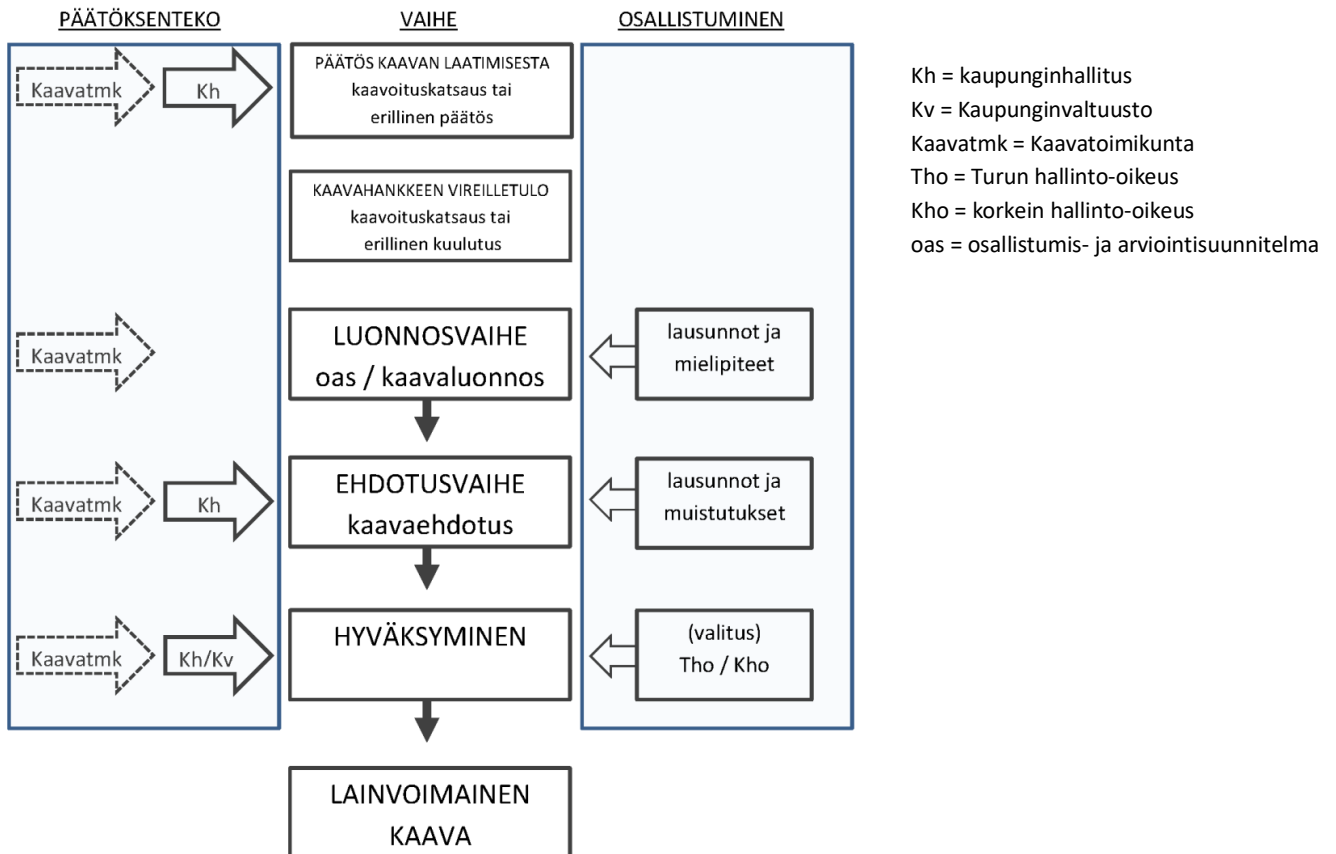 PÄÄTÖKSENTEKO
VAIHE
OSALLISTUMINEN
Kaavatmk
Kh
PÄÄTÖS KAAVAN LAATIMISESTA
kaavoituskatsaus tai
erillinen päätös
KAAVAHANKKEEN VIREILLETULO
kaavoituskatsaus tai
erillinen kuulutus
Kaavatmk
LUONNOSVAIHE
oas / kaavaluonnos
lausunnot ja
mielipiteet
Kaavatmk
Kh
EHDOTUSVAIHE
kaavaehdotus
lausunnot ja
muistutukset
Kaavatmk
Kh/Kv
HYVÄKSYMINEN
(valitus)
Tho / Kho
LAINVOIMAINEN
KAAVA
Kh = kaupunginhallitus
Kv = Kaupunginvaltuusto
Kaavatmk = Kaavatoimikunta
Tho = Turun hallinto-oikeus
Kho = korkein hallinto-oikeus
oas = osallistumis- ja arviointisuunnitelma